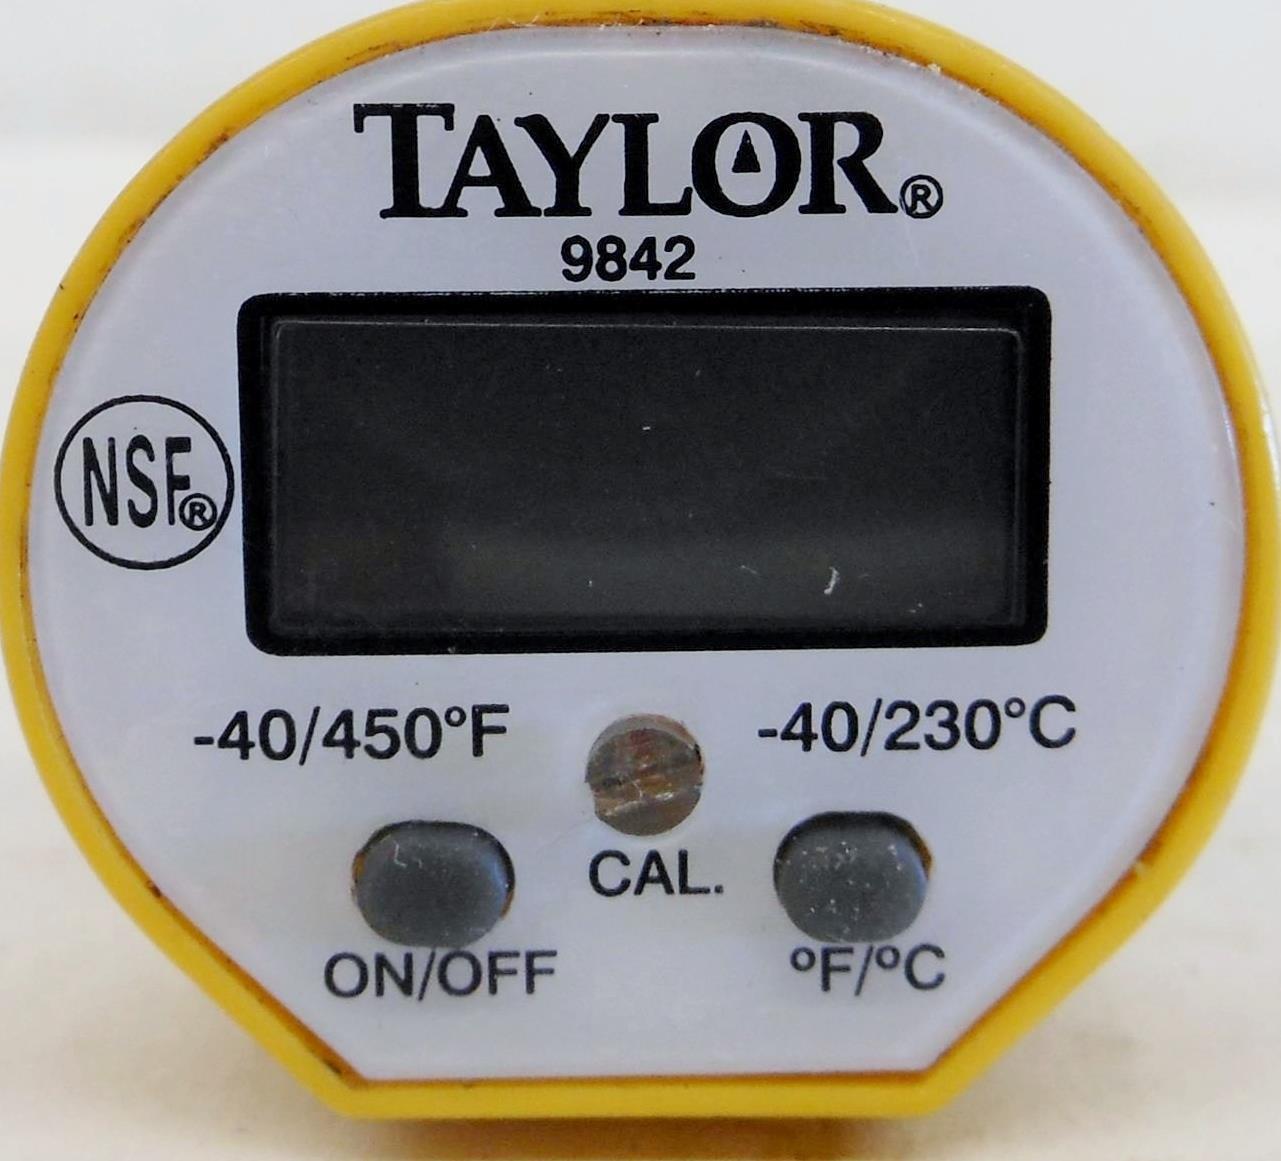 TAYLOR®
9842
NSF®
-40/450°F
-40/230°C
CAL.
ON/OFF
°F/°C